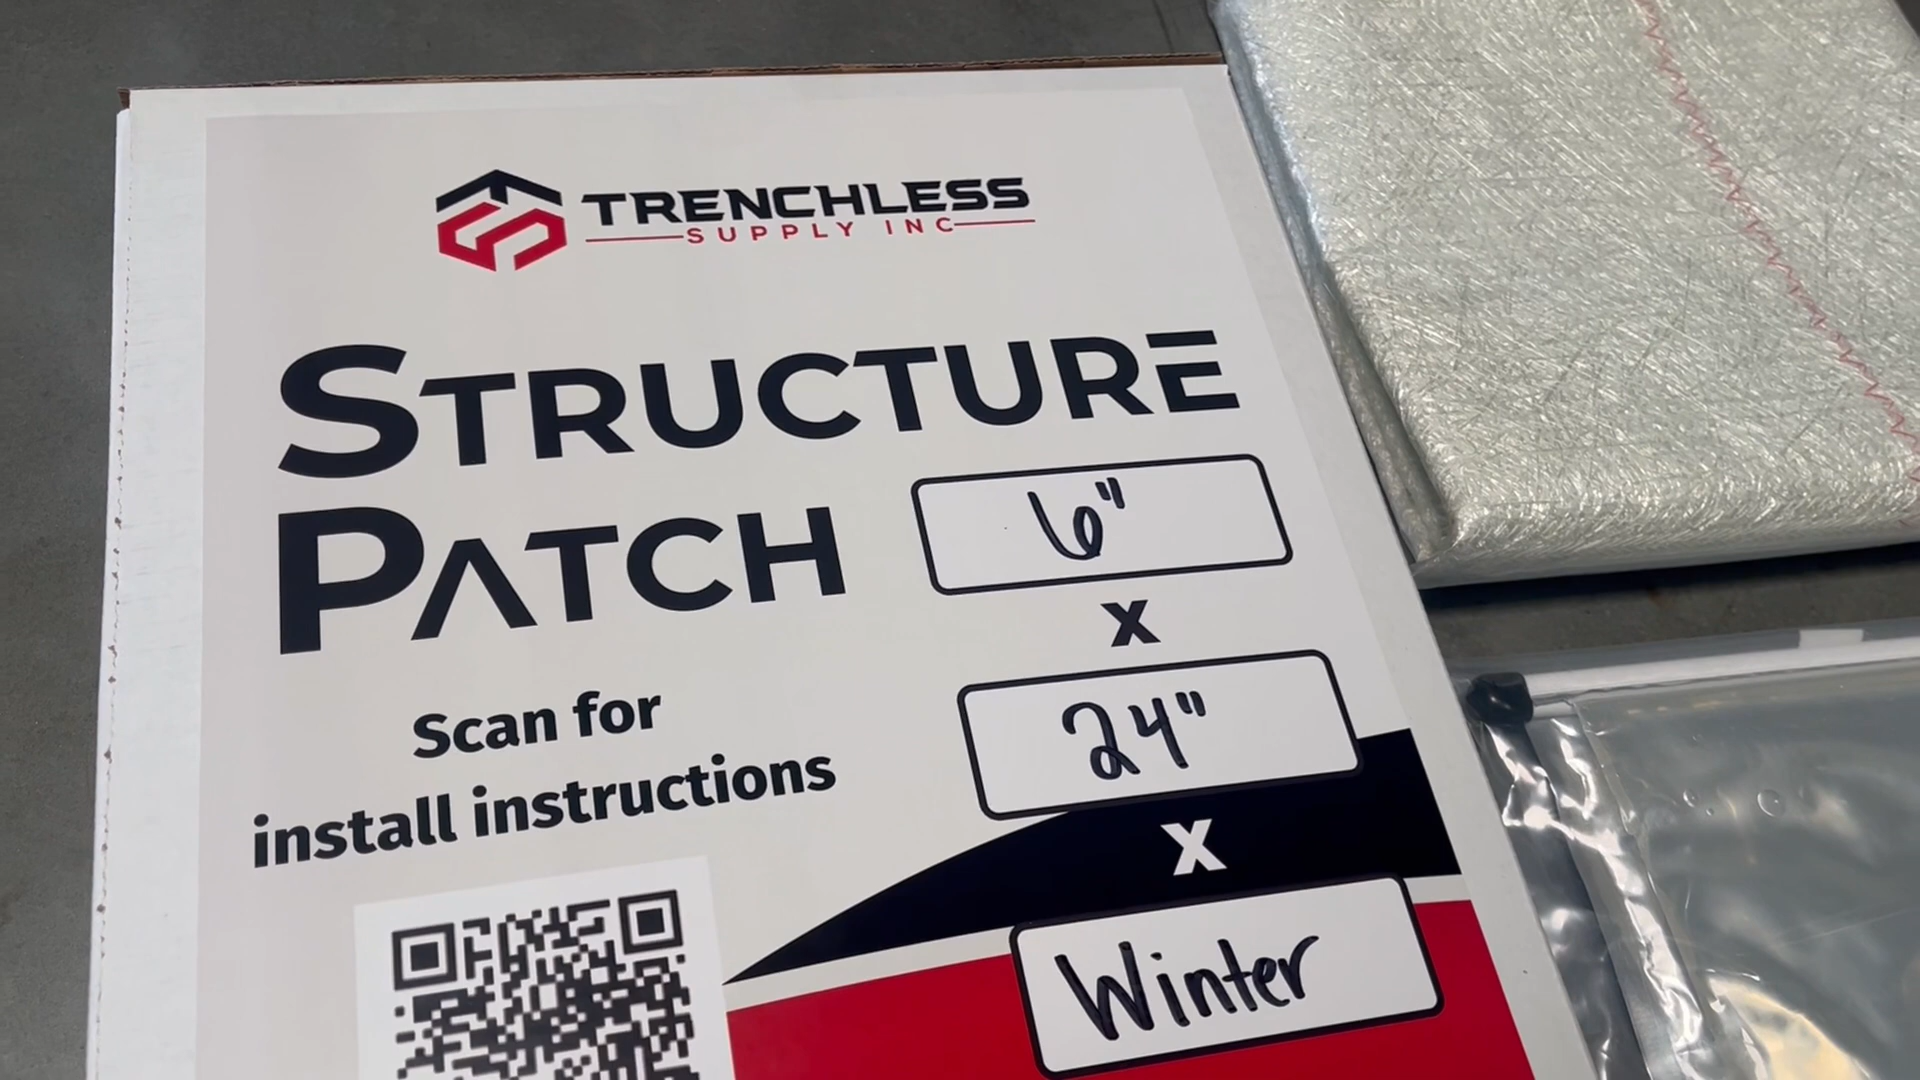 TRENCHLESS
SUPPLY INC
STRUCTURE
PATCH
6"
x
24"
x
Winter
Scan for
install instructions